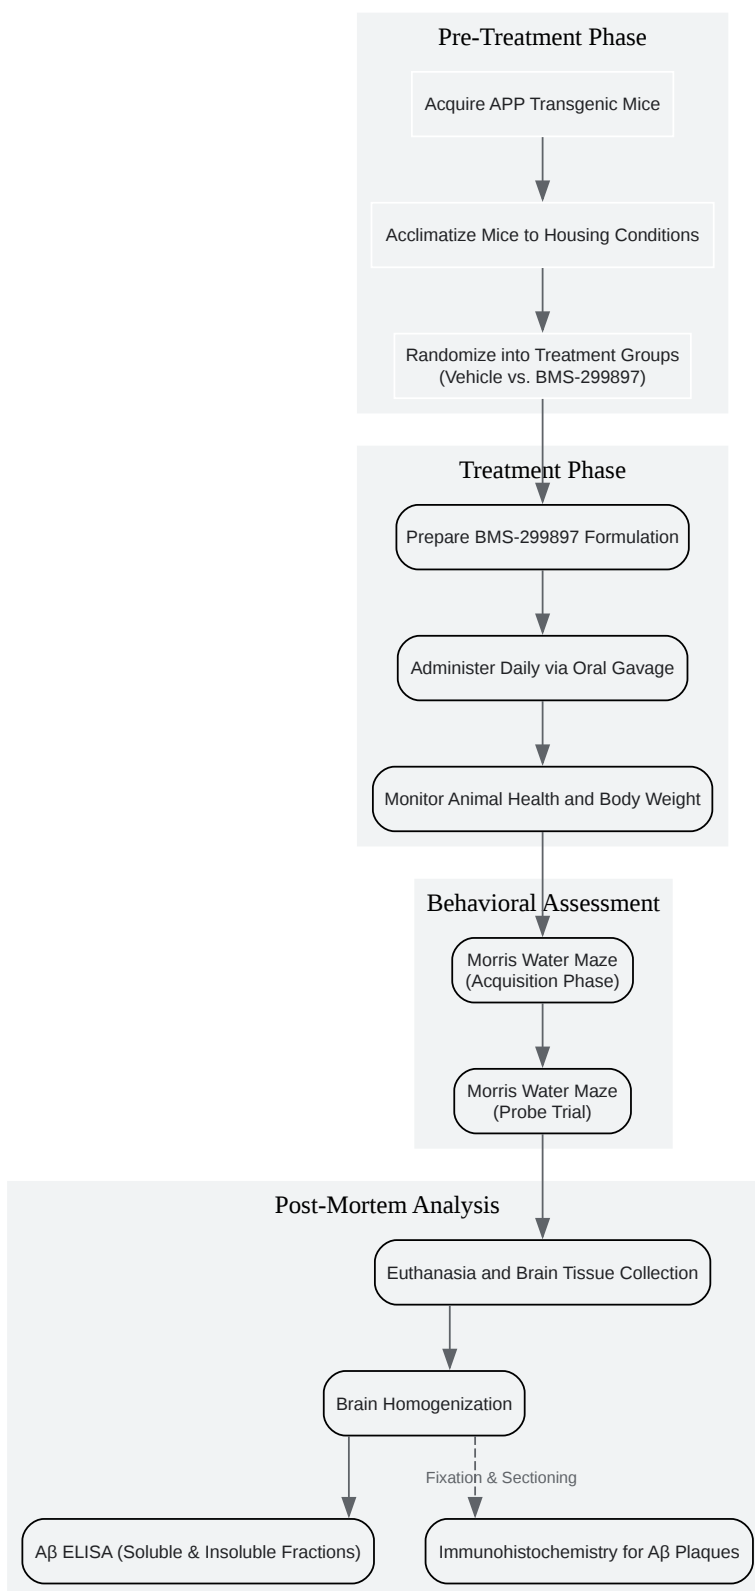 Pre-Treatment Phase
Acquire APP Transgenic Mice
Acclimatize Mice to Housing Conditions
Randomize into Treatment Groups
(Vehicle vs. BMS-299897)
Treatment Phase
Prepare BMS-299897 Formulation
Administer Daily via Oral Gavage
Monitor Animal Health and Body Weight
Behavioral Assessment
Morris Water Maze
(Acquisition Phase)
Morris Water Maze
(Probe Trial)
Post-Mortem Analysis
Euthanasia and Brain Tissue Collection
Brain Homogenization
Fixation & Sectioning
Aβ ELISA (Soluble & Insoluble Fractions)
Immunohistochemistry for Aβ Plaques